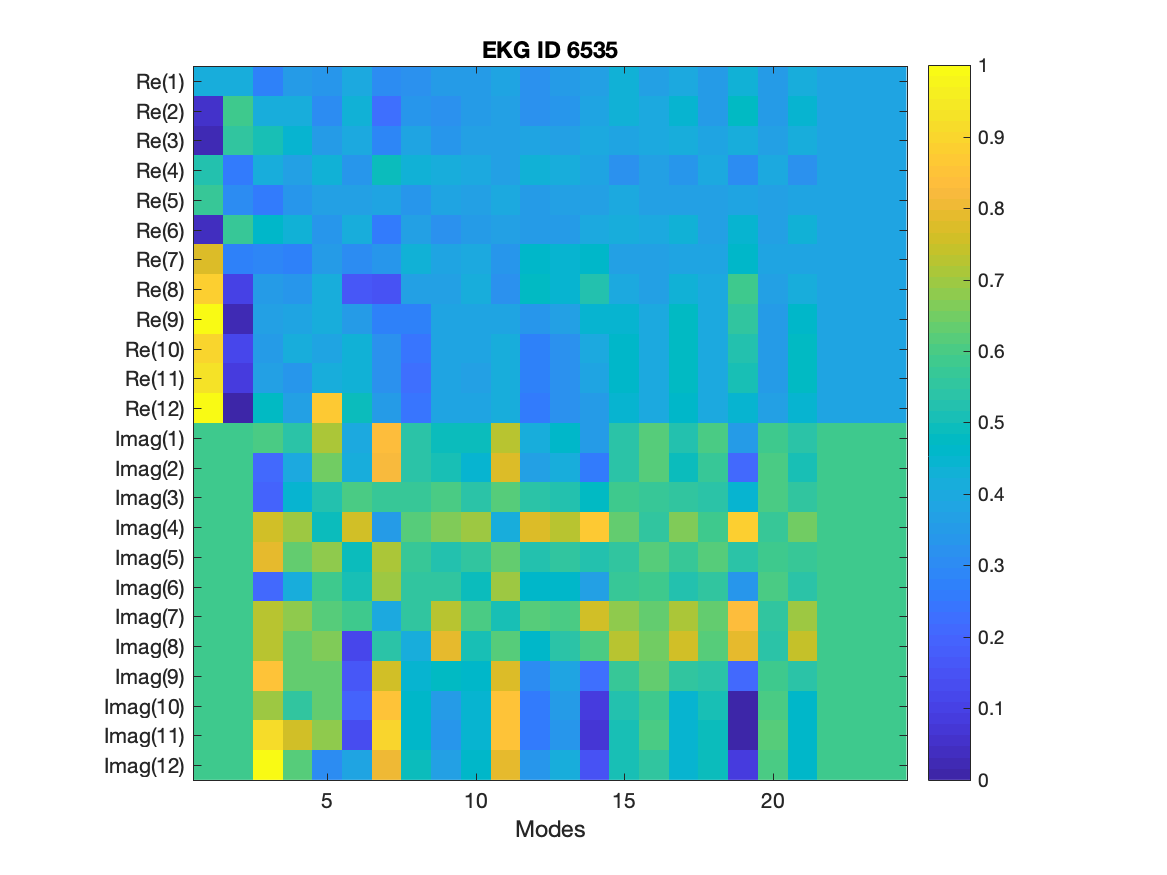 EKG ID 6535
Re(1)
Re(2)
Re(3)
Re(4)
Re(5)
Re(6)
Re(7)
Re(8)
Re(9)
Re(10)
Re(11)
Re(12)
Imag(1)
Imag(2)
Imag(3)
Imag(4)
Imag(5)
Imag(6)
Imag(7)
Imag(8)
Imag(9)
Imag(10)
Imag(11)
Imag(12)
5 10 15 20
Modes
1
0.9
0.8
0.7
0.6
0.5
0.4
0.3
0.2
0.1
0